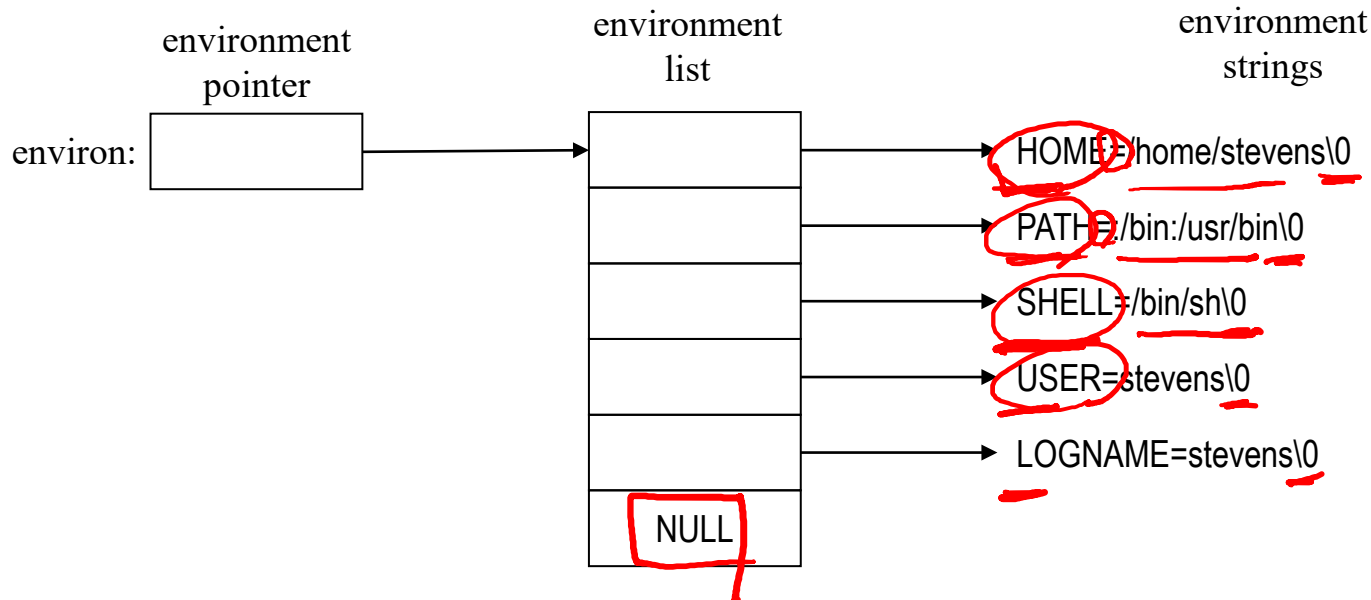 environment
pointer
environment
list
environment
strings
environ:
HOME=/home/stevens\0
PATH=:/bin:/usr/bin\0
SHELL=/bin/sh\0
USER=stevens\0
LOGNAME=stevens\0
NULL